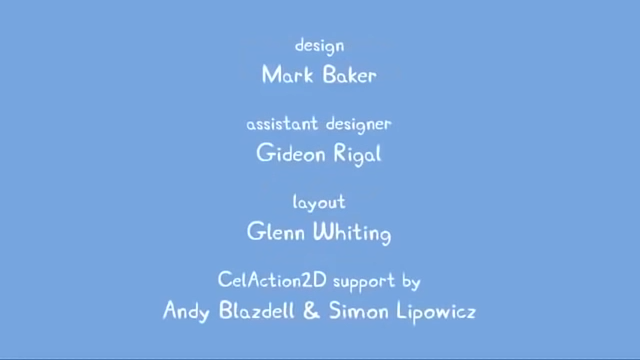 design
Mark Baker
assistant designer
Gideon Rigal
layout
Glenn Whiting
CelAction2D support by
Andy Blazdell & Simon Lipowicz